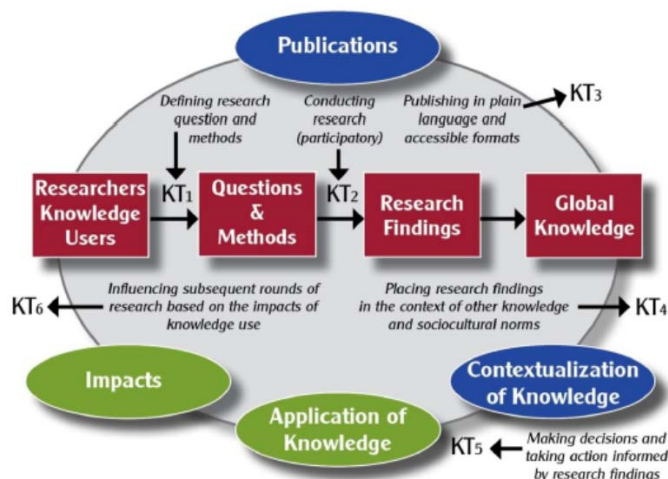 Publications
Defining research
question and
methods
Conducting
research
(participatory)
Publishing in plain
language and
accessible formats
KT3
Researchers
Knowledge
Users
KT1
Questions
&
Methods
KT2
Research
Findings
Global
Knowledge
Influencing subsequent rounds of
research based on the impacts of
knowledge use
KT6
Placing research findings
in the context of other knowledge
and sociocultural norms
KT4
Impacts
Application of
Knowledge
Contextualization
of Knowledge
KT5
Making decisions and
taking action informed
by research findings